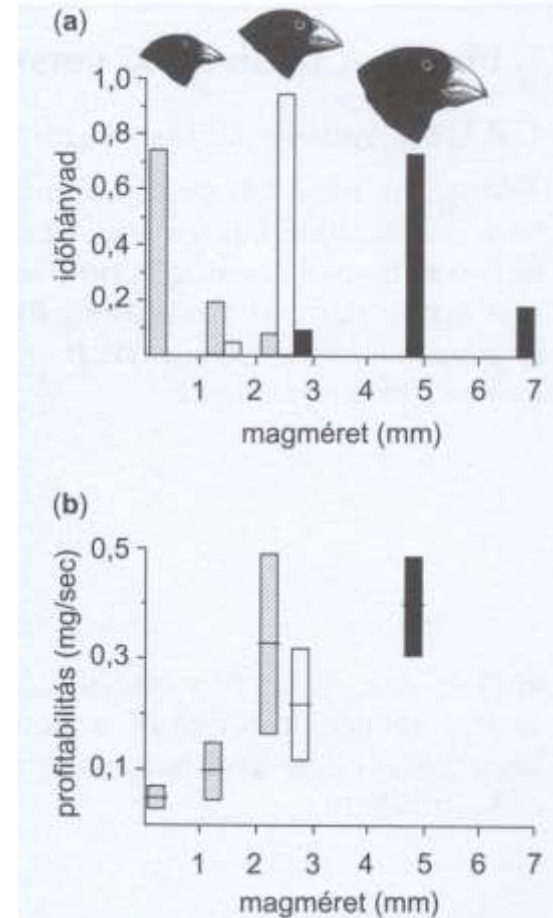 (a)
1,0
0,8
0,6
0,4
0,2
időhányad
1 2 3 4 5 6 7
magméret (mm)
(b)
0,5
0,3
0,1
profitabilitás (mg/sec)
1 2 3 4 5 6 7
magméret (mm)